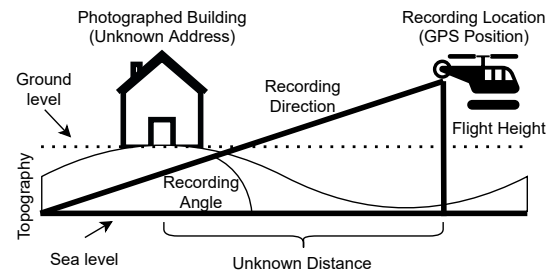 Photographed Building
(Unknown Address)
Recording Location
(GPS Position)
Ground
level
Recording
Direction
Flight Height
Topography
Recording
Angle
Sea level
Unknown Distance